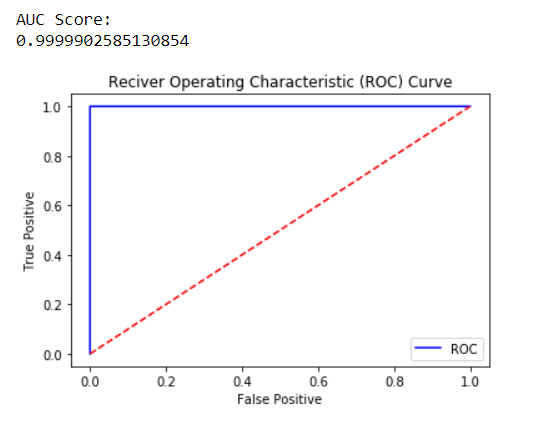 AUC Score:
0.9999902585130854
Reciver Operating Characteristic (ROC) Curve
1.0
0.8
0.6
0.4
0.2
0.0
True Positive
ROC
0.0 0.2 0.4 0.6 0.8 1.0
False Positive